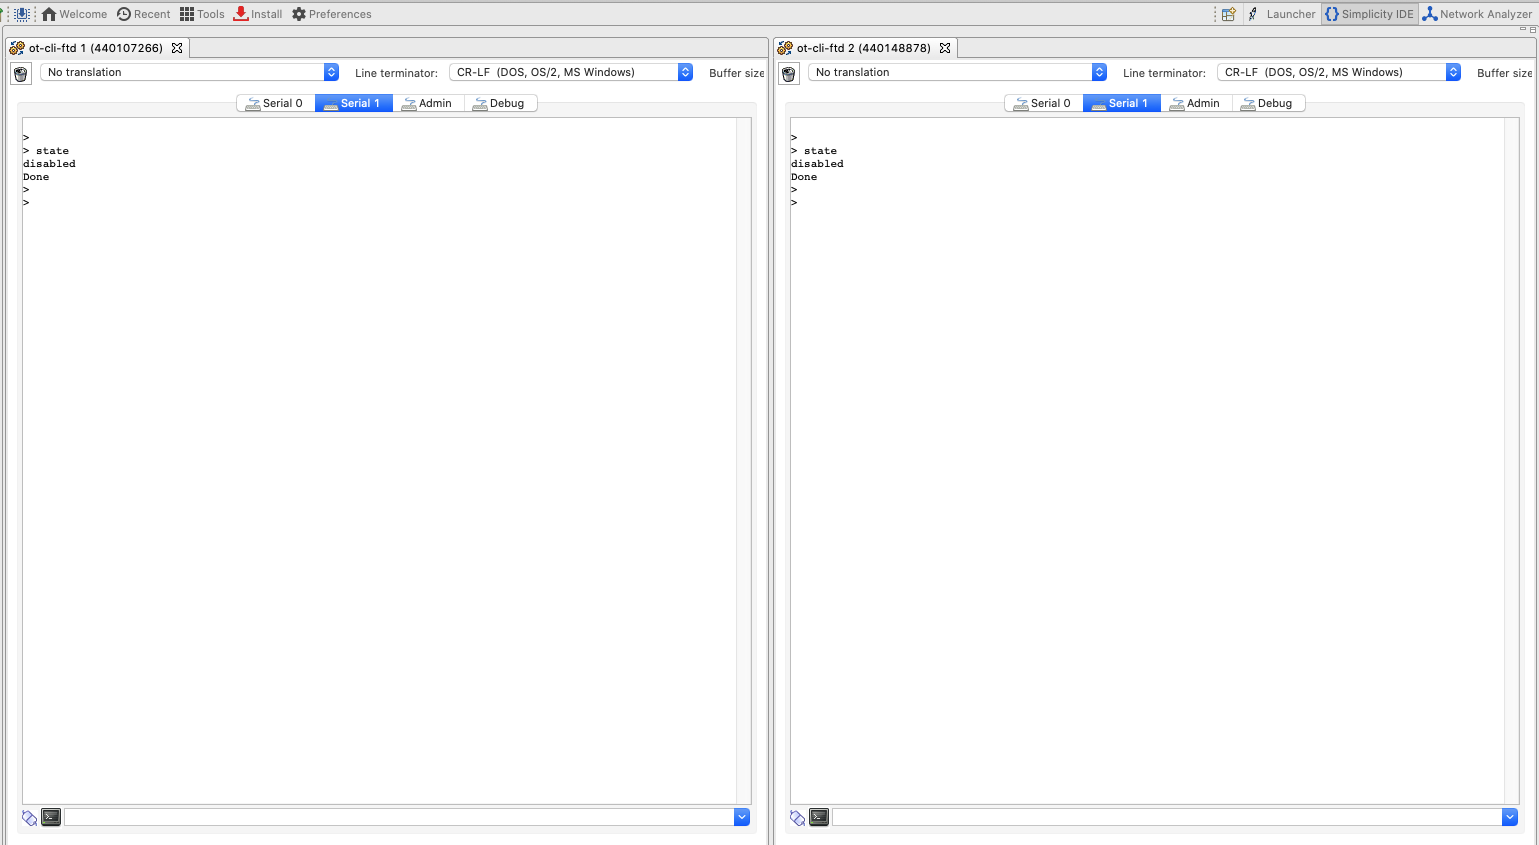 Welcome Recent Tools Install Preferences Launcher Simplicity IDE Network Analyzer
ot-cli-ftd 1 (440107266)
No translation Line terminator: CR-LF (DOS, OS/2, MS Windows) Buffer size
Serial 0 Serial 1 Admin Debug
>
> state
disabled
Done
>
>
ot-cli-ftd 2 (440148878)
No translation Line terminator: CR-LF (DOS, OS/2, MS Windows) Buffer size
Serial 0 Serial 1 Admin Debug
>
> state
disabled
Done
>
>